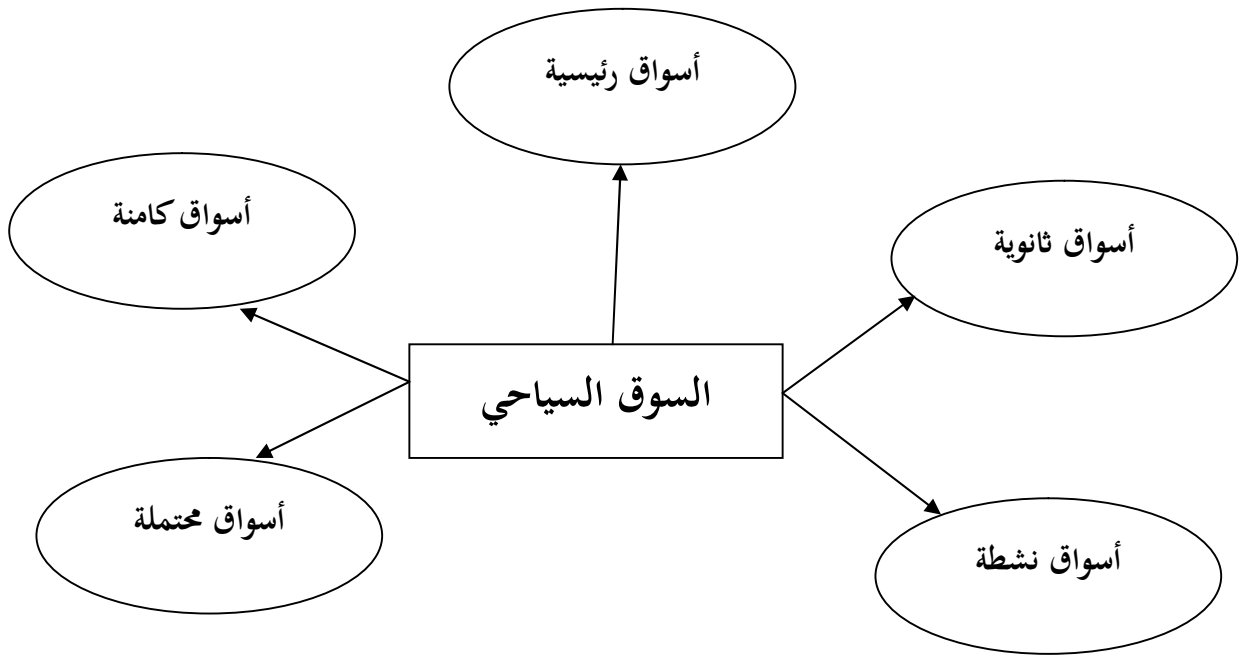 أسواق رئيسية
أسواق كامنة
أسواق ثانوية
السوق السياحي
أسواق محتملة
أسواق نشطة